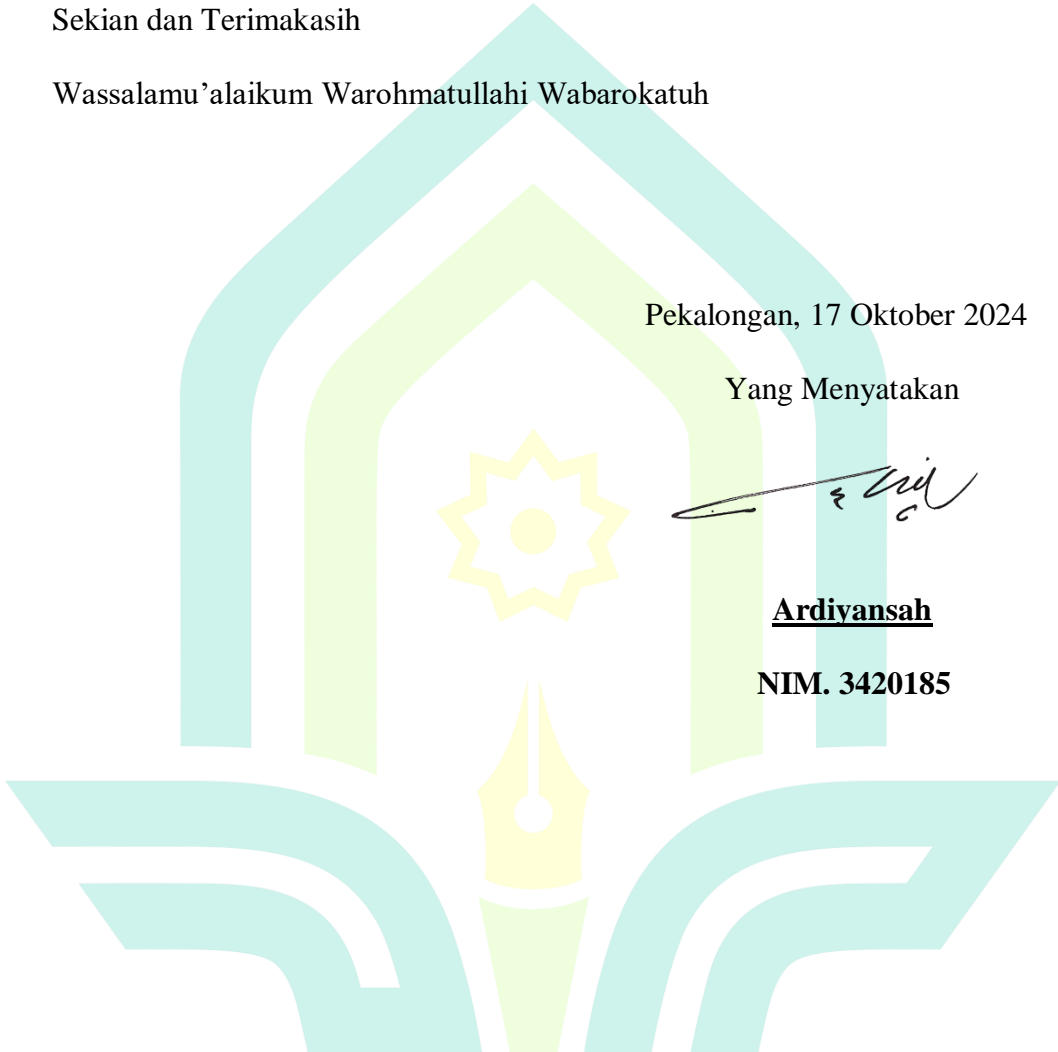 Sekian dan Terimakasih
Wassalamu’alaikum Warohmatullahi Wabarokatuh
Pekalongan, 17 Oktober 2024
Yang Menyatakan
Ardiyansah
NIM. 3420185